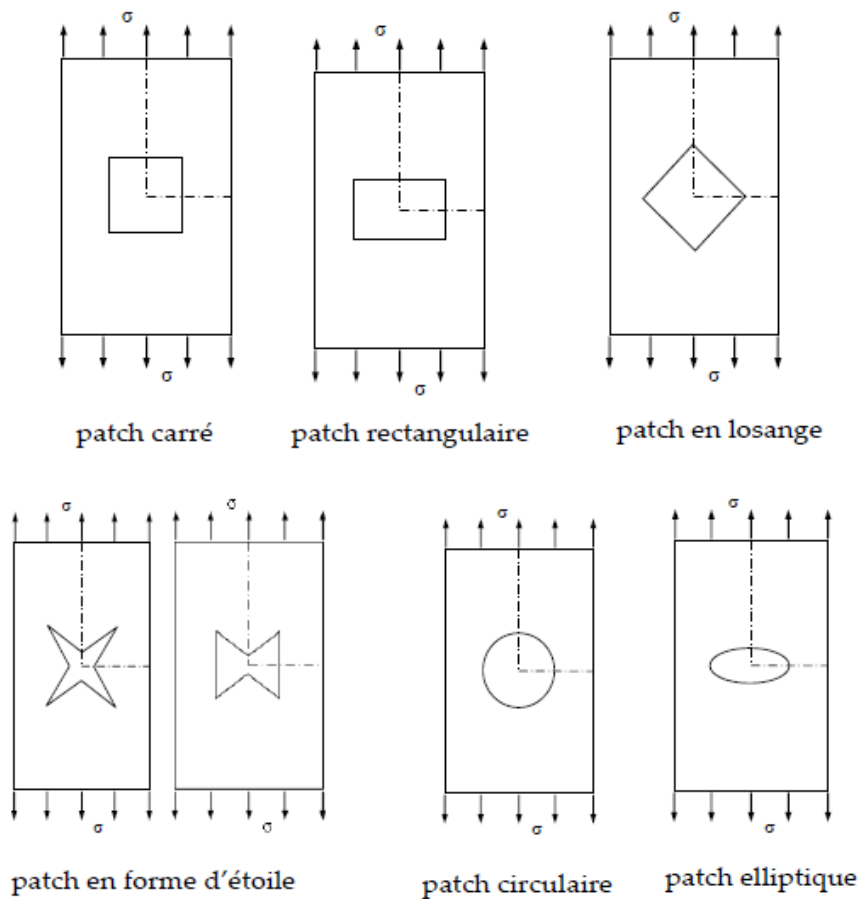 σ σ σ
σ σ σ
patch carré patch rectangulaire patch en losange
σ σ σ σ
σ σ σ σ
patch en forme d'étoile patch circulaire patch elliptique